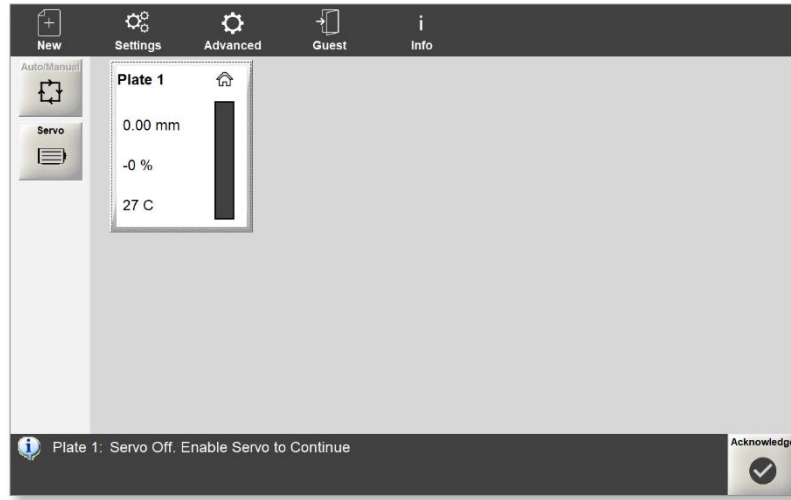 New
Settings
Advanced
Guest
Info
Auto/Manual
Servo
Plate 1
0.00 mm
-0 %
27 C
Plate 1: Servo Off. Enable Servo to Continue
Acknowledge